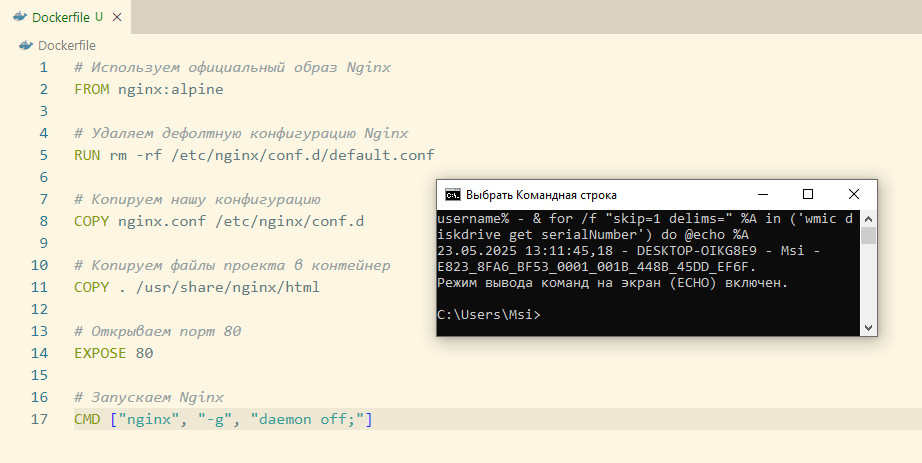 Dockerfile U
Dockerfile
1 # Используем официальный образ Nginx
2 FROM nginx:alpine
3
4 # Удаляем дефолтную конфигурацию Nginx
5 RUN rm -rf /etc/nginx/conf.d/default.conf
6
7 # Копируем нашу конфигурацию
8 COPY nginx.conf /etc/nginx/conf.d
9
10 # Копируем файлы проекта в контейнер
11 COPY . /usr/share/nginx/html
12
13 # Открываем порт 80
14 EXPOSE 80
15
16 # Запускаем Nginx
17 CMD ["nginx", "-g", "daemon off;"]
Выбрать Командная строка
username% - & for /f "skip=1 delims=" %A in ('wmic d
iskdrive get serialNumber') do @echo %A
23.05.2025 13:11:45,18 - DESKTOP-OIKG8E9 - Msi -
E823_8FA6_BF53_0001_001B_448B_45DD_EF6F.
Режим вывода команд на экран (ECHO) включен.
C:\Users\Msi>